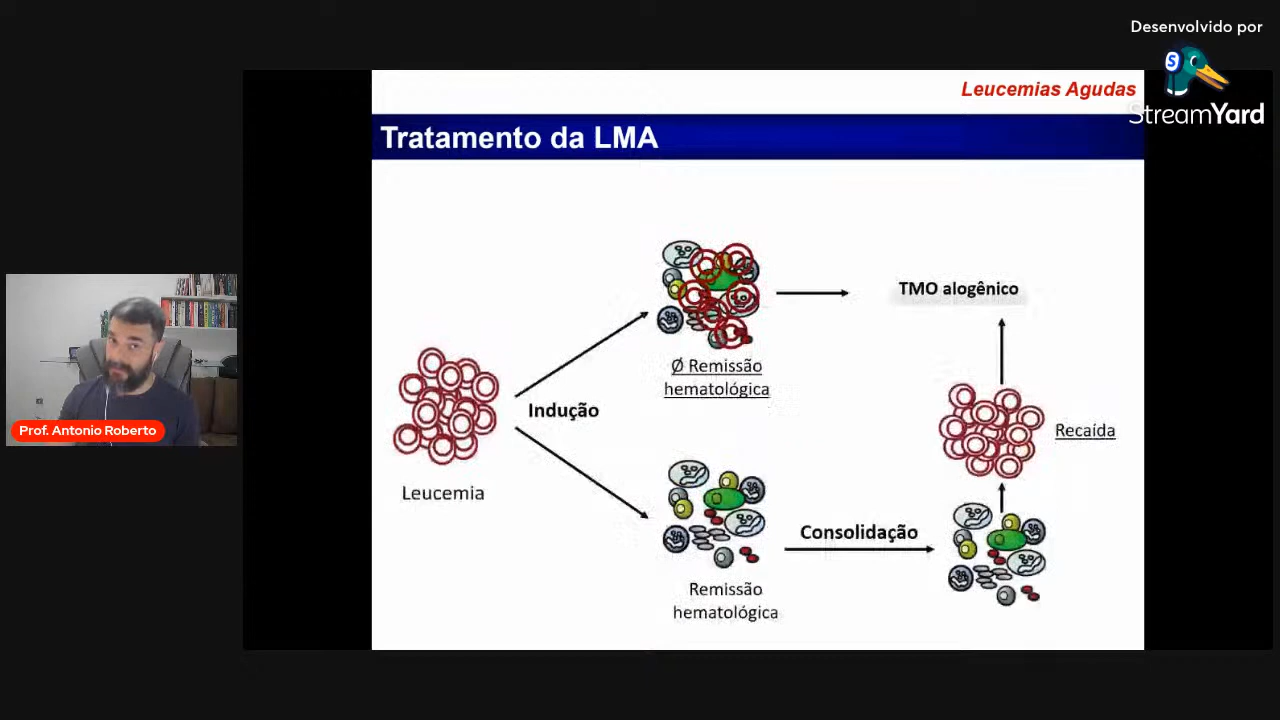 Desenvolvido por
StreamYard
Leucemias Agudas
Tratamento da LMA
TMO alogênico
Ø Remissão
hematológica
Indução
Recaída
Leucemia
Consolidação
Remissão
hematológica
Prof. Antonio Roberto